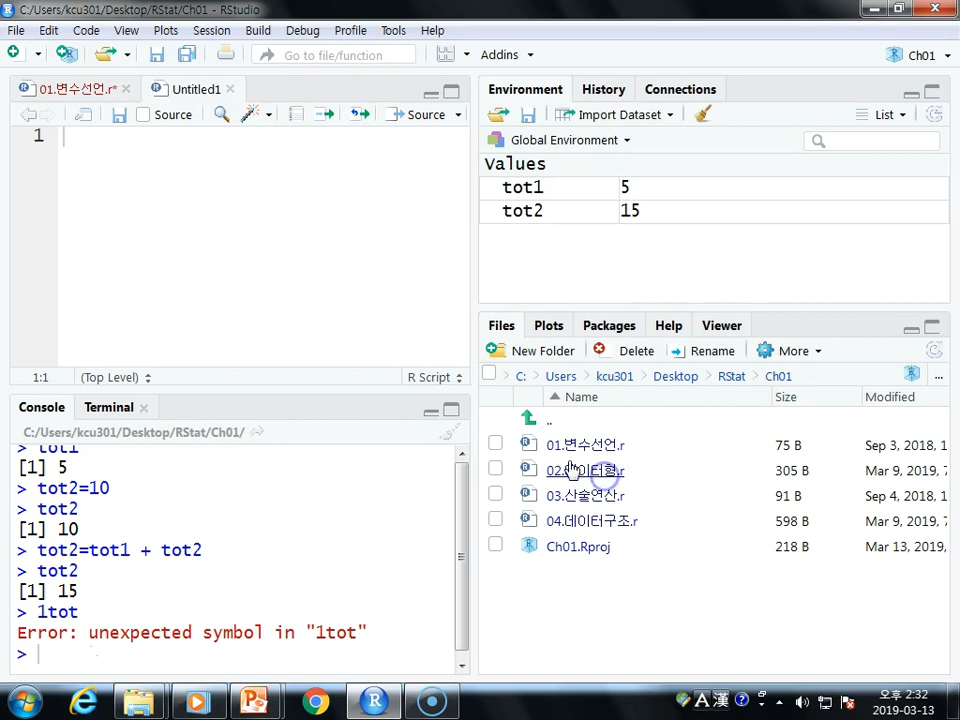 C:/Users/kcu301/Desktop/RStat/Ch01 - RStudio
File Edit Code View Plots Session Build Debug Profile Tools Help
Go to file/function Addins Ch01
01.변수선언.r* Untitled1
Source Source
1
1:1 (Top Level) R Script
Console Terminal
C:/Users/kcu301/Desktop/RStat/Ch01/
> tot1
[1] 5
> tot2=10
> tot2
[1] 10
> tot2=tot1 + tot2
> tot2
[1] 15
> 1tot
Error: unexpected symbol in "1tot"
>
Environment History Connections
Import Dataset List
Global Environment
Values
tot1 5
tot2 15
Files Plots Packages Help Viewer
New Folder Delete Rename More
C: Users kcu301 Desktop RStat Ch01 ...
Name Size Modified
..
01.변수선언.r 75 B Sep 3, 2018, 1
02.데이터형.r 305 B Mar 9, 2019, 7
03.산술연산.r 91 B Sep 4, 2018, 1
04.데이터구조.r 598 B Mar 9, 2019, 7
Ch01.Rproj 218 B Mar 13, 2019,
A 漢
오후 2:32
2019-03-13